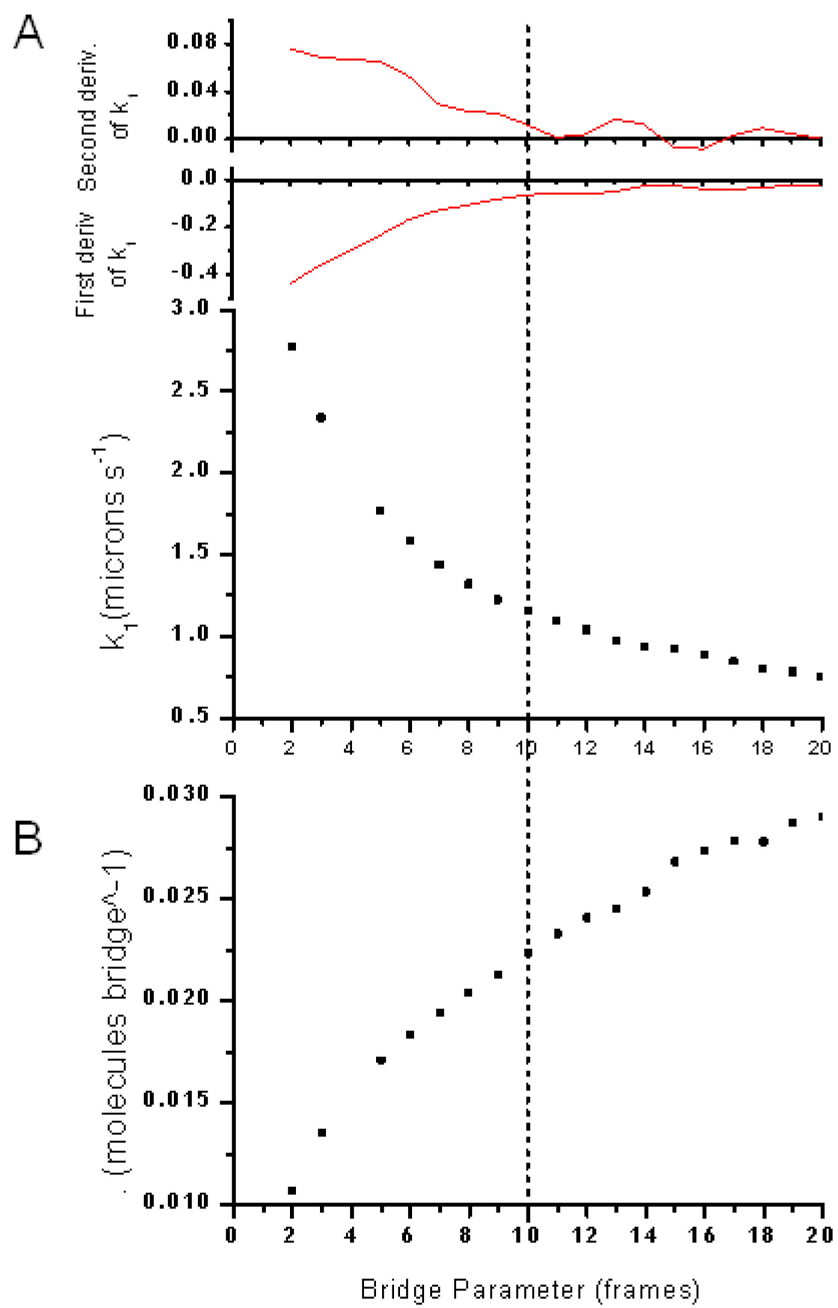 A
0.08
0.04
0.00
Second deriv.
of k1
0.0
-0.2
-0.4
First deriv
of k1
3.0
2.5
2.0
1.5
1.0
0.5
k1(microns s-1)
0 2 4 6 8 10 12 14 16 18 20
B
0.030
0.025
0.020
0.015
0.010
. (molecules bridge^-1)
0 2 4 6 8 10 12 14 16 18 20
Bridge Parameter (frames)